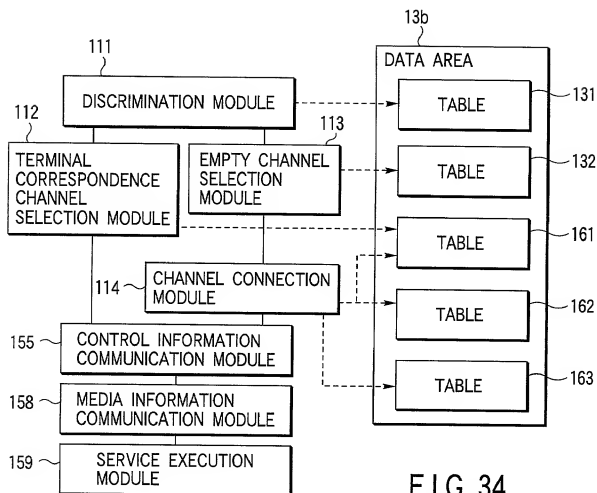 13b
111
DATA AREA
DISCRIMINATION MODULE
TABLE
131
112
113
TERMINAL
CORRESPONDENCE
CHANNEL
SELECTION MODULE
EMPTY CHANNEL
SELECTION
MODULE
TABLE
132
TABLE
161
114
CHANNEL CONNECTION
MODULE
TABLE
162
155
CONTROL INFORMATION
COMMUNICATION MODULE
TABLE
163
158
MEDIA INFORMATION
COMMUNICATION MODULE
159
SERVICE EXECUTION
MODULE
FIG. 34